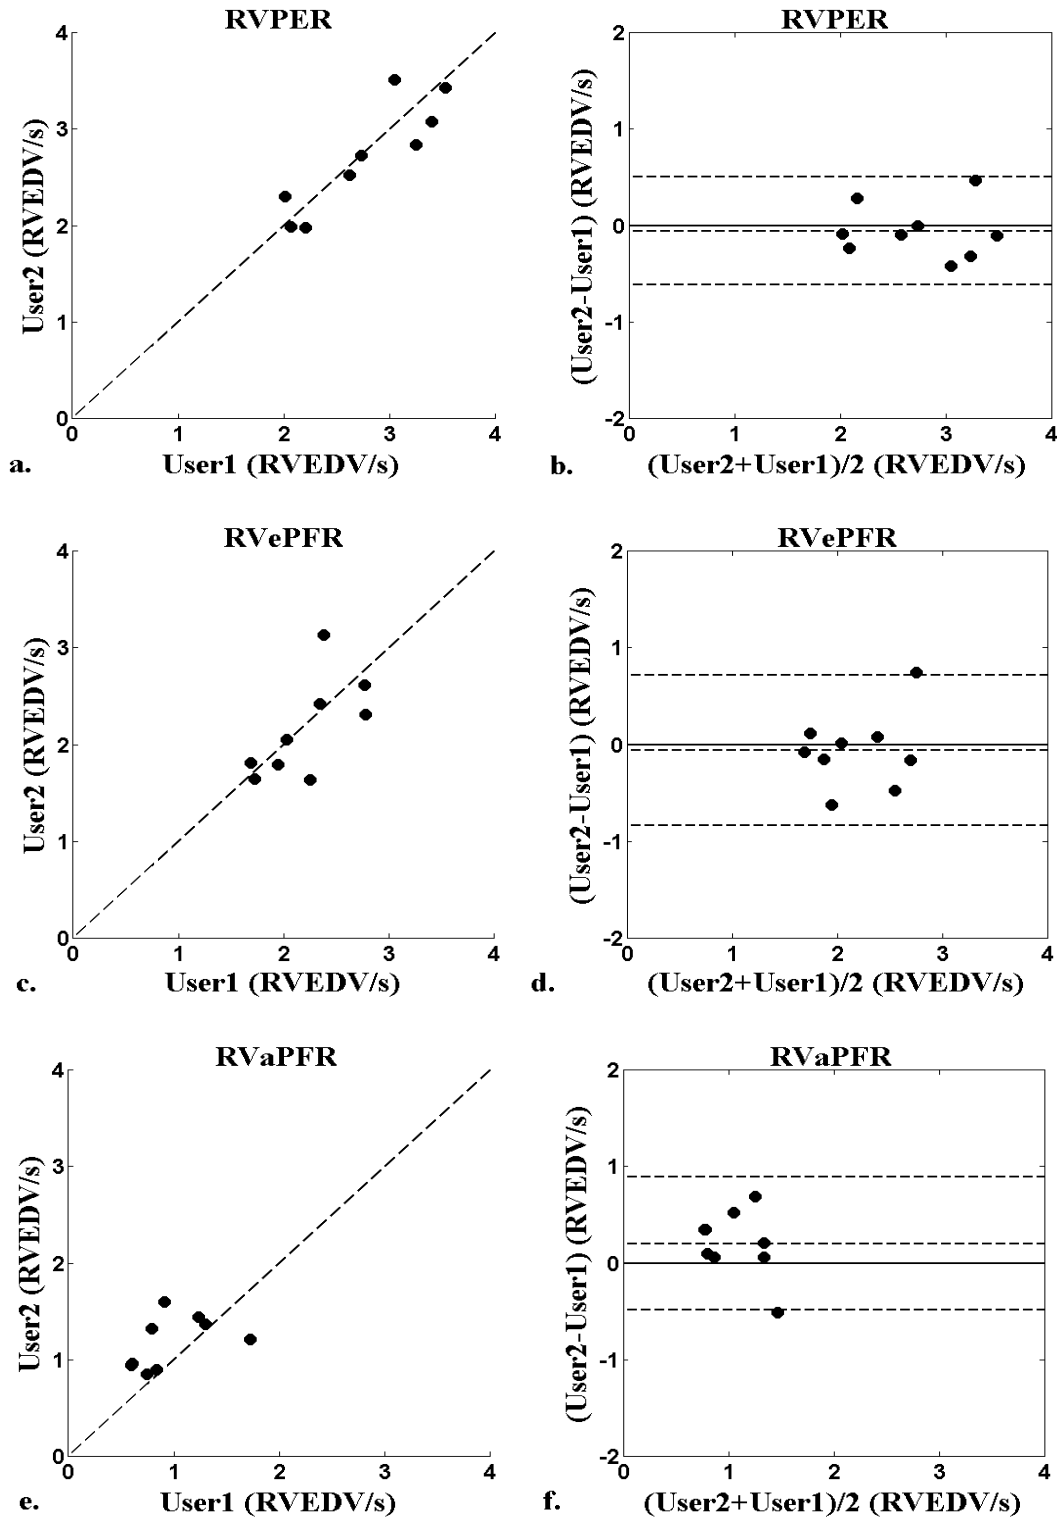 RVPER
4
3
2
1
0
User2 (RVEDV/s)
0 1 2 3 4
a. User1 (RVEDV/s)
RVPER
2
1
0
-1
-2
(User2-User1) (RVEDV/s)
0 1 2 3 4
b. (User2+User1)/2 (RVEDV/s)
RVePFR
4
3
2
1
0
User2 (RVEDV/s)
0 1 2 3 4
c. User1 (RVEDV/s)
RVePFR
2
1
0
-1
-2
(User2-User1) (RVEDV/s)
0 1 2 3 4
d. (User2+User1)/2 (RVEDV/s)
RVaPFR
4
3
2
1
0
User2 (RVEDV/s)
0 1 2 3 4
e. User1 (RVEDV/s)
RVaPFR
2
1
0
-1
-2
(User2-User1) (RVEDV/s)
0 1 2 3 4
f. (User2+User1)/2 (RVEDV/s)